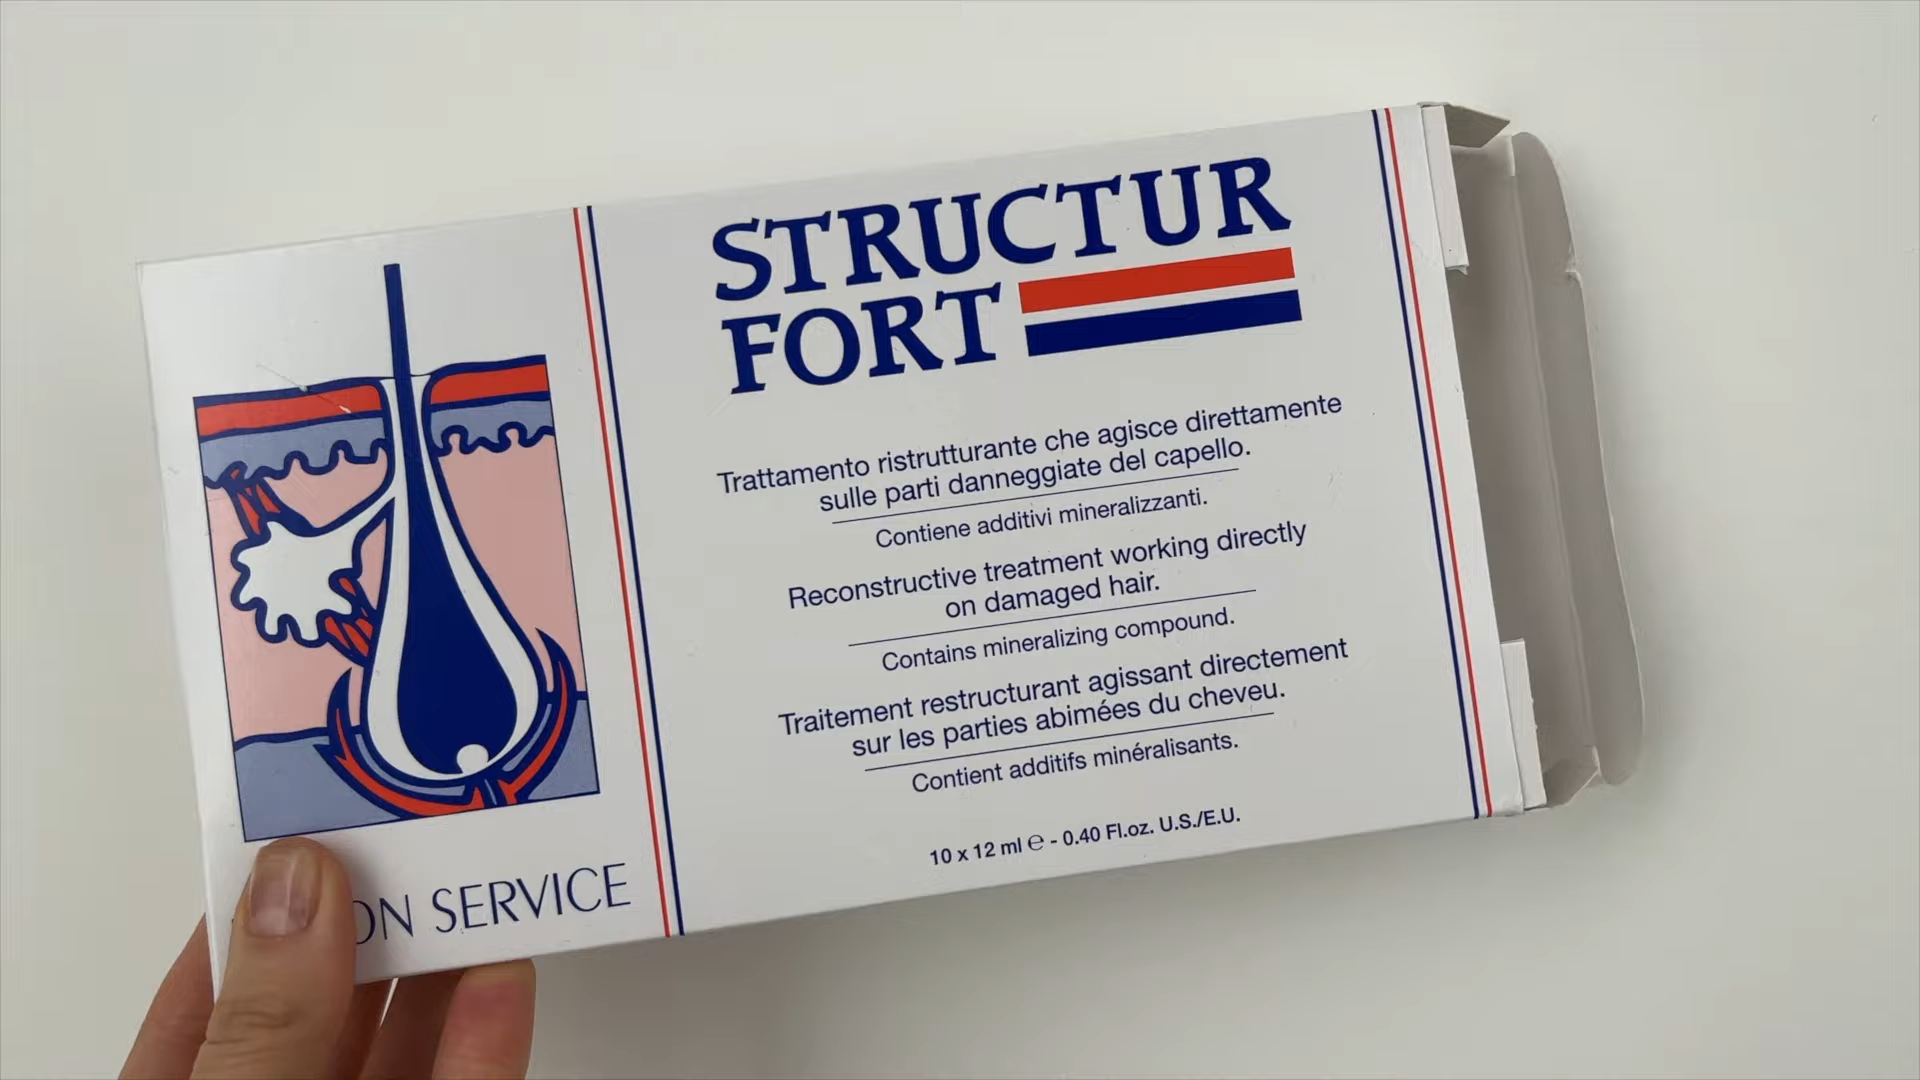 STRUCTUR
FORT
Trattamento ristrutturante che agisce direttamente
sulle parti danneggiate del capello.
Contiene additivi mineralizzanti.
Reconstructive treatment working directly
on damaged hair.
Contains mineralizing compound.
Traitement restructurant agissant directement
sur les parties abimées du cheveu.
Contient additifs minéralisants.
10 x 12 ml ℮ - 0.40 Fl.oz. U.S./E.U.
SERVICE